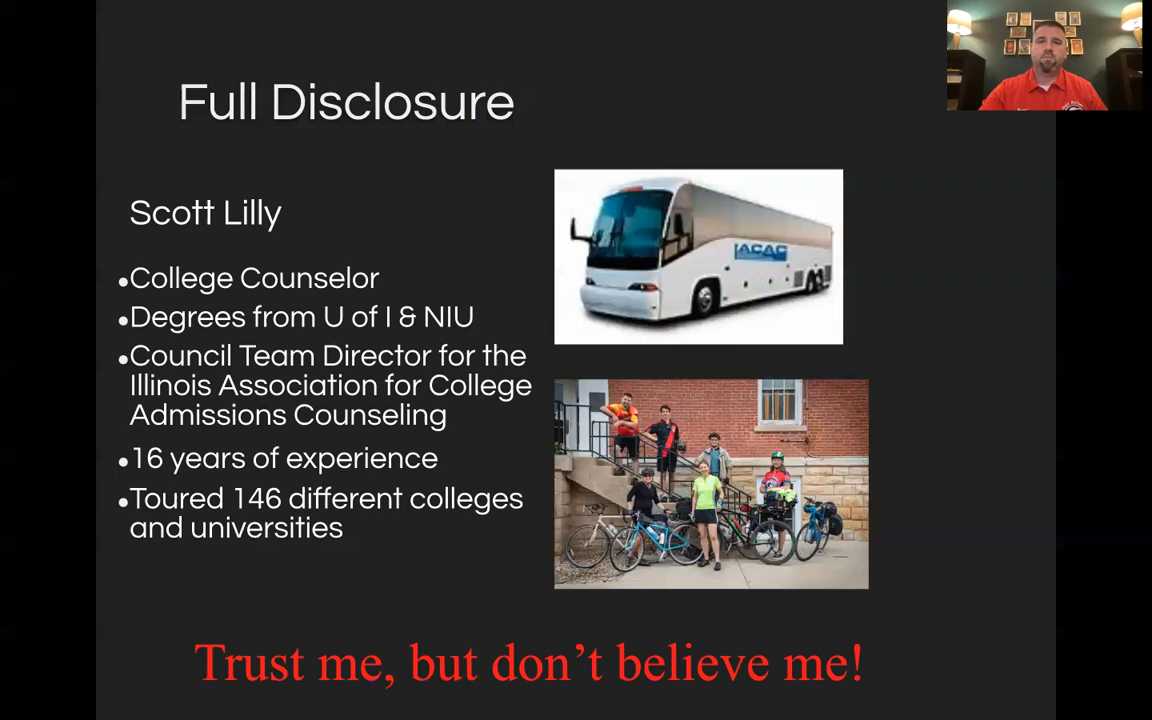 Full Disclosure
Scott Lilly
•College Counselor
•Degrees from U of I & NIU
•Council Team Director for the
Illinois Association for College
Admissions Counseling
•16 years of experience
•Toured 146 different colleges
and universities
IACAC
Trust me, but don’t believe me!